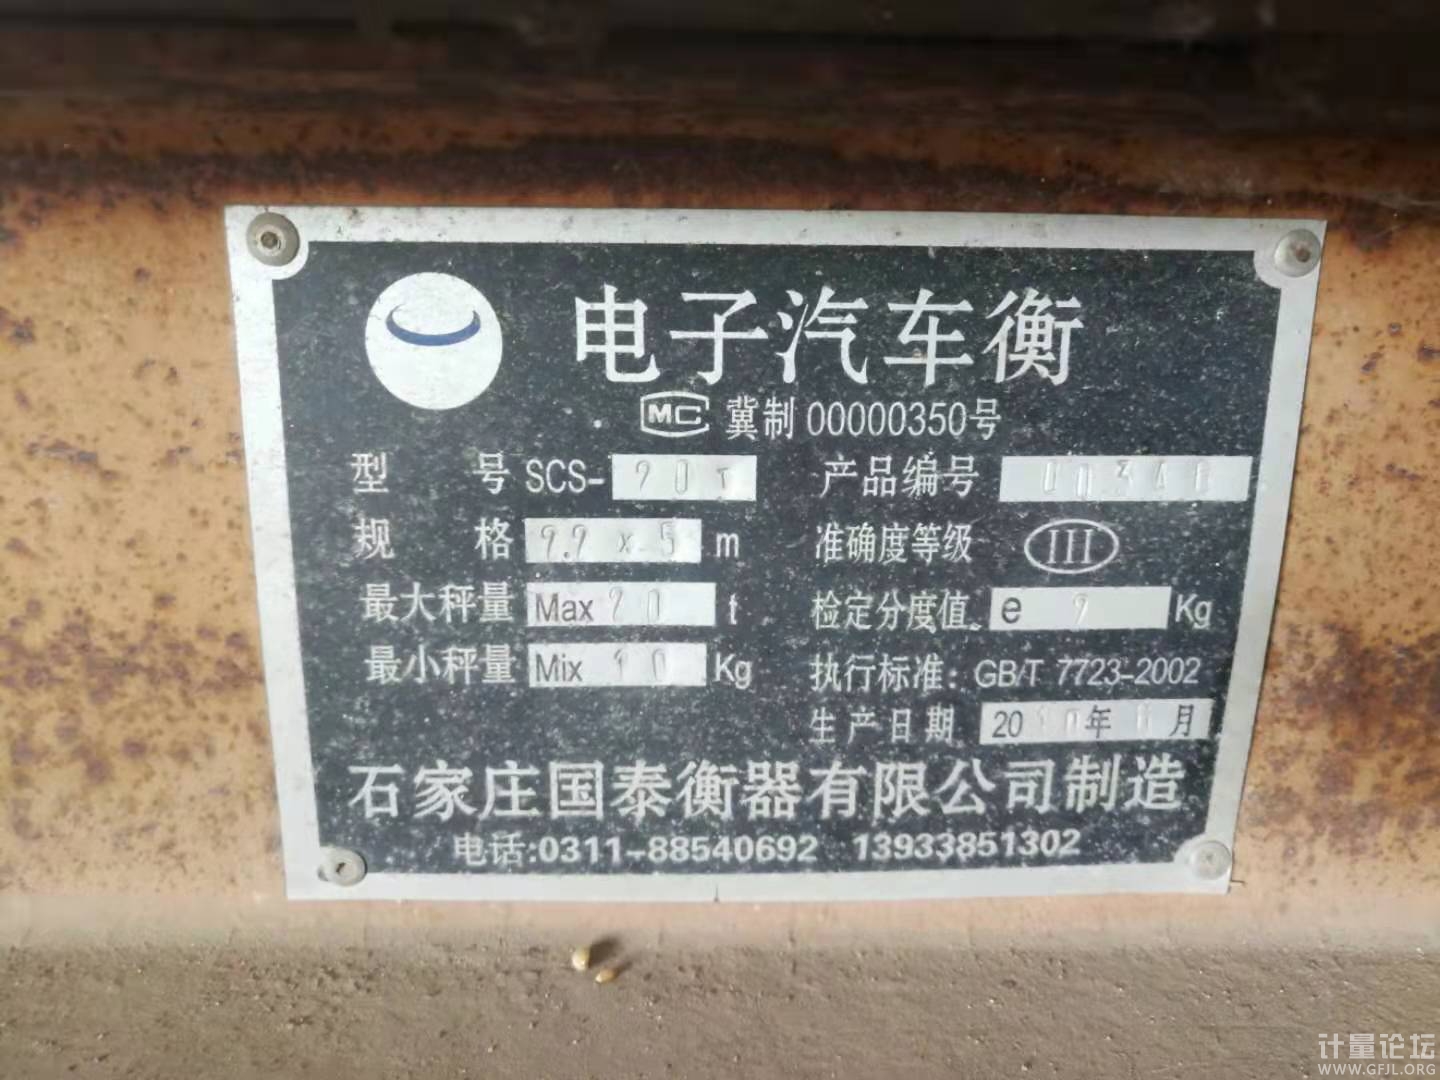 电子汽车衡
MC 冀制 00000350号
型 号 SCS- 产品编号
规 格 m 准确度等级 III
最大秤量 Max 20 t 检定分度值 e Kg
最小秤量 Mix Kg 执行标准: GB/T 7723-2002
生产日期 20 年 月
石家庄国泰衡器有限公司制造
电话:0311-88540692 13933851302
计量论坛
WWW.GFJL.ORG